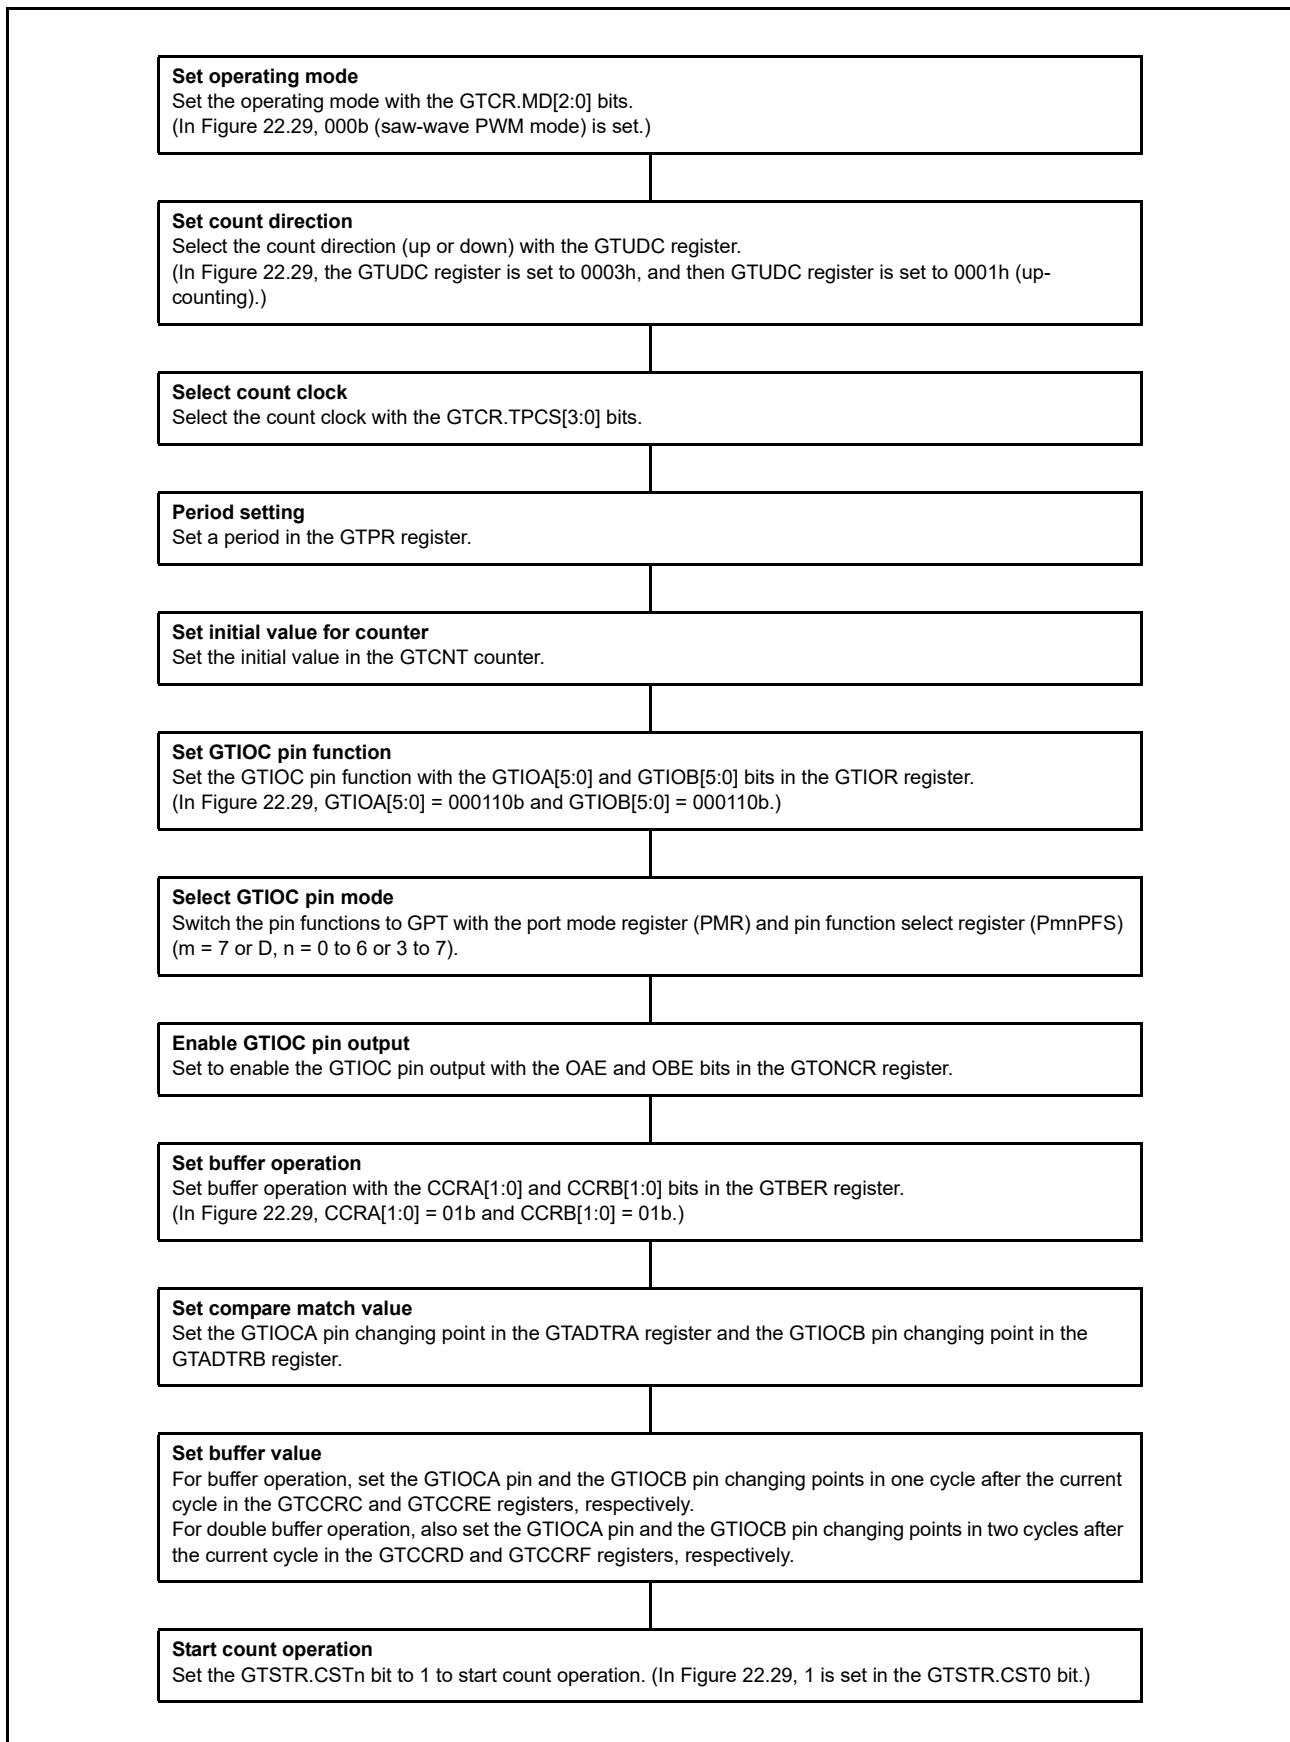 Set operating mode
Set the operating mode with the GTCR.MD[2:0] bits.
(In Figure 22.29, 000b (saw-wave PWM mode) is set.)
Set count direction
Select the count direction (up or down) with the GTUDC register.
(In Figure 22.29, the GTUDC register is set to 0003h, and then GTUDC register is set to 0001h (up-
counting).)
Select count clock
Select the count clock with the GTCR.TPCS[3:0] bits.
Period setting
Set a period in the GTPR register.
Set initial value for counter
Set the initial value in the GTCNT counter.
Set GTIOC pin function
Set the GTIOC pin function with the GTIOA[5:0] and GTIOB[5:0] bits in the GTIOR register.
(In Figure 22.29, GTIOA[5:0] = 000110b and GTIOB[5:0] = 000110b.)
Select GTIOC pin mode
Switch the pin functions to GPT with the port mode register (PMR) and pin function select register (PmnPFS)
(m = 7 or D, n = 0 to 6 or 3 to 7).
Enable GTIOC pin output
Set to enable the GTIOC pin output with the OAE and OBE bits in the GTONCR register.
Set buffer operation
Set buffer operation with the CCRA[1:0] and CCRB[1:0] bits in the GTBER register.
(In Figure 22.29, CCRA[1:0] = 01b and CCRB[1:0] = 01b.)
Set compare match value
Set the GTIOCA pin changing point in the GTADTRA register and the GTIOCB pin changing point in the
GTADTRB register.
Set buffer value
For buffer operation, set the GTIOCA pin and the GTIOCB pin changing points in one cycle after the current
cycle in the GTCCRC and GTCCRE registers, respectively.
For double buffer operation, also set the GTIOCA pin and the GTIOCB pin changing points in two cycles after
the current cycle in the GTCCRD and GTCCRF registers, respectively.
Start count operation
Set the GTSTR.CSTn bit to 1 to start count operation. (In Figure 22.29, 1 is set in the GTSTR.CST0 bit.)